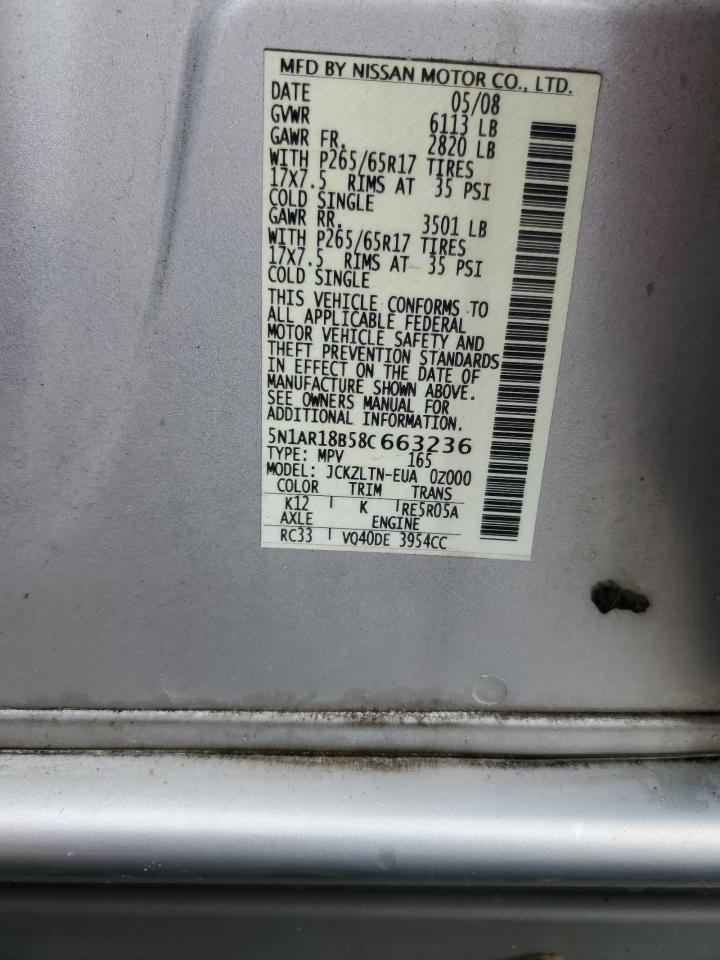 MFD BY NISSAN MOTOR CO., LTD.
DATE 05/08
GVWR 6113 LB
GAWR FR. 2820 LB
WITH P265/65R17 TIRES
17X7.5 RIMS AT 35 PSI
COLD SINGLE
GAWR RR. 3501 LB
WITH P265/65R17 TIRES
17X7.5 RIMS AT 35 PSI
COLD SINGLE
THIS VEHICLE CONFORMS TO
ALL APPLICABLE FEDERAL
MOTOR VEHICLE SAFETY AND
THEFT PREVENTION STANDARDS
IN EFFECT ON THE DATE OF
MANUFACTURE SHOWN ABOVE.
SEE OWNERS MANUAL FOR
ADDITIONAL INFORMATION.
5N1AR18B58C663236
TYPE: MPV 165
MODEL: JCKZLTN-EUA 0Z000
COLOR TRIM TRANS
K12 K RE5R05A
AXLE ENGINE
RC33 VQ40DE 3954CC